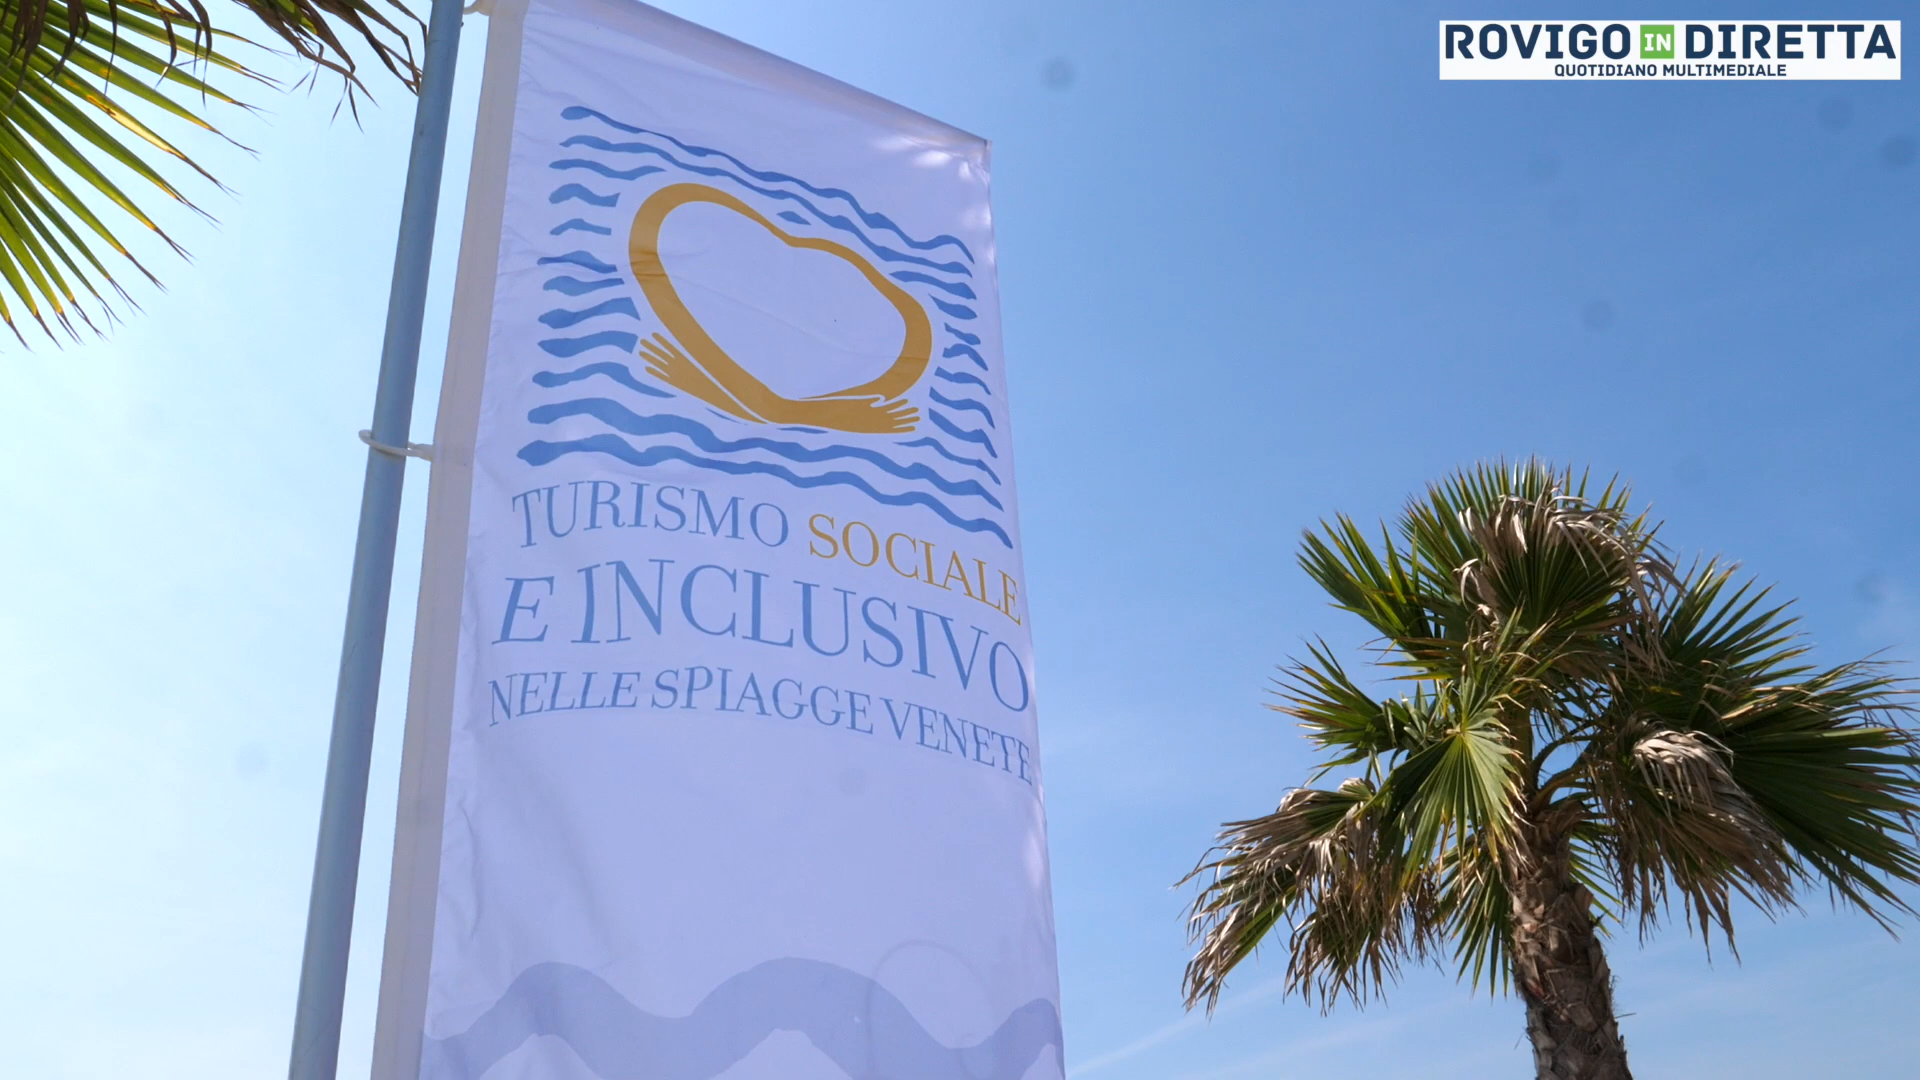 ROVIGO IN DIRETTA
QUOTIDIANO MULTIMEDIALE
TURISMO SOCIALE
E INCLUSIVO
NELLE SPIAGGE VENETE